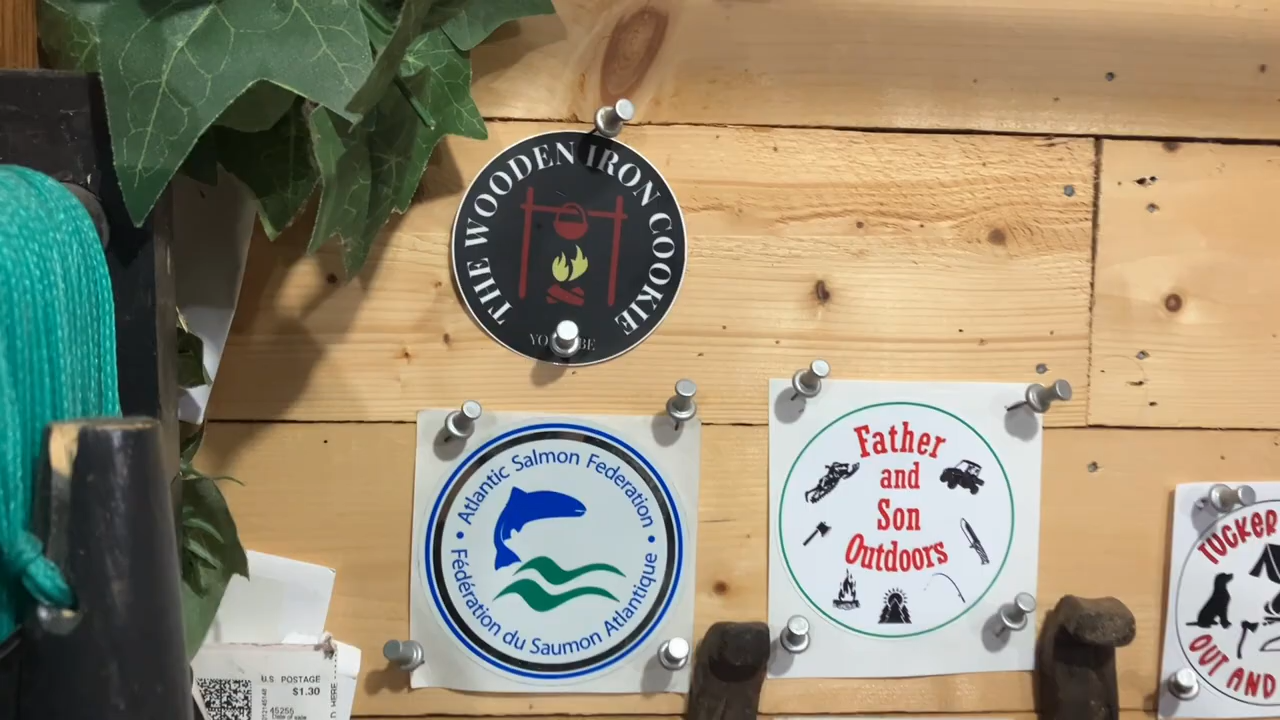 THE WOODEN IRON COOKIE
Atlantic Salmon Federation
Fédération du Saumon Atlantique
Father
and
Son
Outdoors
TUCKER
OUT AND
U.S. POSTAGE
$1.30
45255